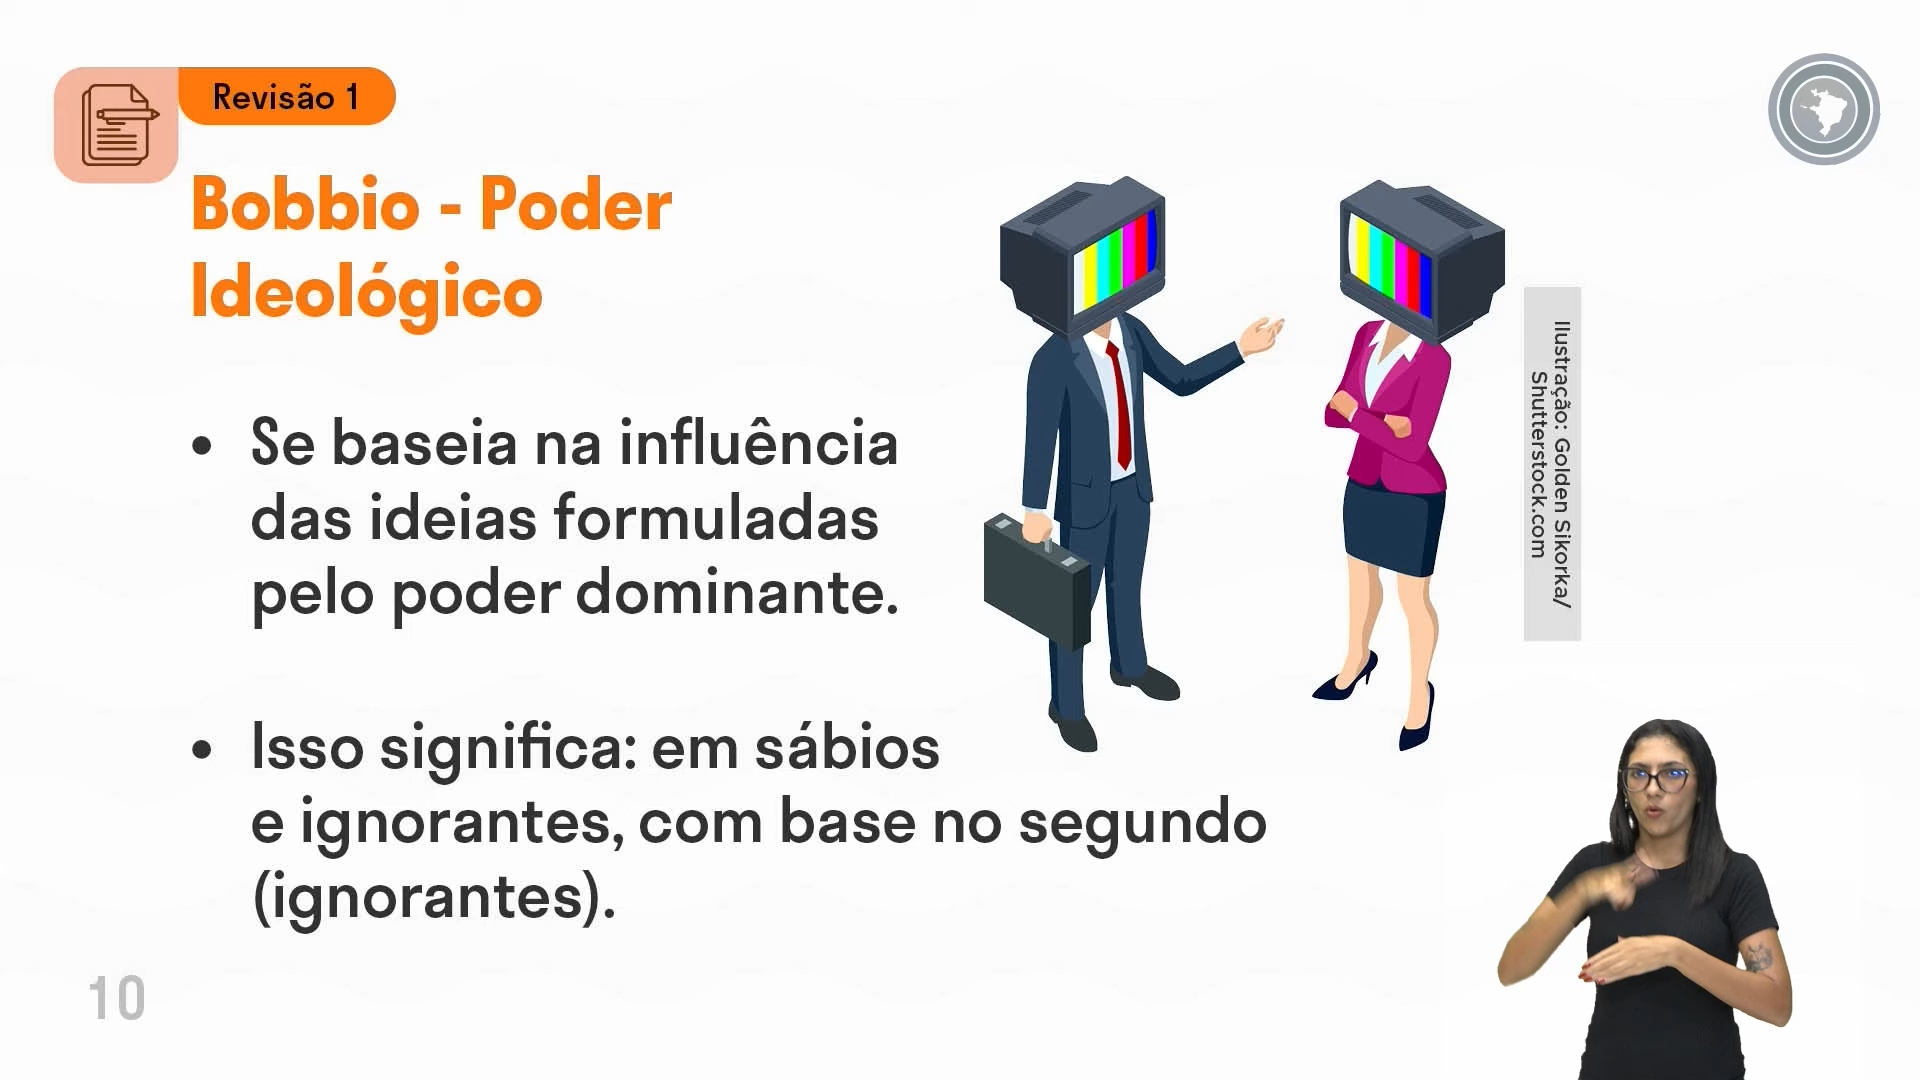 Revisão 1
Bobbio - Poder
Ideológico
• Se baseia na influência
das ideias formuladas
pelo poder dominante.
• Isso significa: em sábios
e ignorantes, com base no segundo
(ignorantes).
Ilustração: Golden Sikorka/
Shutterstock.com
10